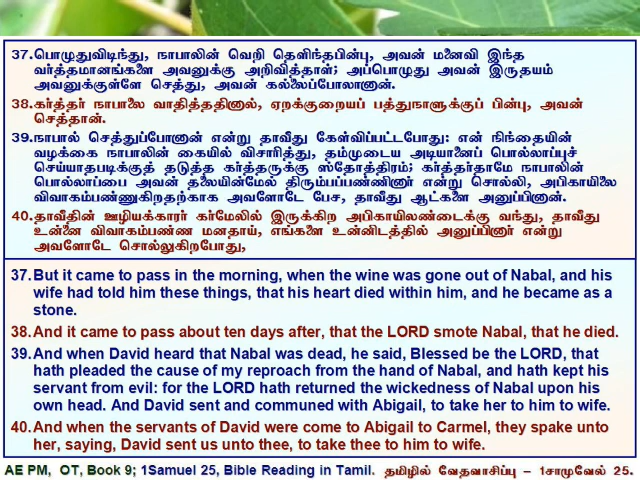 37.பொழுதுவிடிந்து, நாபாலின் வெறி தெளிந்தபின்பு, அவன் மனைவி இந்த
வர்த்தமானங்களை அவனுக்கு அறிவித்தாள்; அப்பொழுது அவன் இருதயம்
அவனுக்குள்ளே செத்து, அவன் கல்லைப்போலானான்.
38.கர்த்தர் நாபாலை வாதித்ததினால், ஏறக்குறையப் பத்துநாளுக்குப் பின்பு, அவன்
செத்தான்.
39.நாபால் செத்துப்போனான் என்று தாவீது கேள்விப்பட்டபோது: என் நிந்தையின்
வழக்கை நாபாலின் கையில் விசாரித்து, தம்முடைய அடியானைப் பொல்லாப்புச்
செய்யாதபடிக்குத் தடுத்த கர்த்தருக்கு ஸ்தோத்திரம்; கர்த்தர்தாமே நாபாலின்
பொல்லாப்பை அவன் தலையின்மேல் திரும்பப்பண்ணினார் என்று சொல்லி, அபிகாயிலை
விவாகம்பண்ணுகிறதற்காக அவளோடே பேச, தாவீது ஆட்களை அனுப்பினான்.
40.தாவீதின் ஊழியக்காரர் கர்மேலில் இருக்கிற அபிகாயிலண்டைக்கு வந்து, தாவீது
உன்னை விவாகம்பண்ண மனதாய், எங்களை உன்னிடத்தில் அனுப்பினார் என்று
அவளோடே சொல்லுகிறபோது,
37.But it came to pass in the morning, when the wine was gone out of Nabal, and his
wife had told him these things, that his heart died within him, and he became as a
stone.
38.And it came to pass about ten days after, that the LORD smote Nabal, that he died.
39.And when David heard that Nabal was dead, he said, Blessed be the LORD, that
hath pleaded the cause of my reproach from the hand of Nabal, and hath kept his
servant from evil: for the LORD hath returned the wickedness of Nabal upon his
own head. And David sent and communed with Abigail, to take her to him to wife.
40.And when the servants of David were come to Abigail to Carmel, they spake unto
her, saying, David sent us unto thee, to take thee to him to wife.
AE PM, OT, Book 9; 1Samuel 25, Bible Reading in Tamil. தமிழில் வேதவாசிப்பு – 1சாமுவேல் 25.